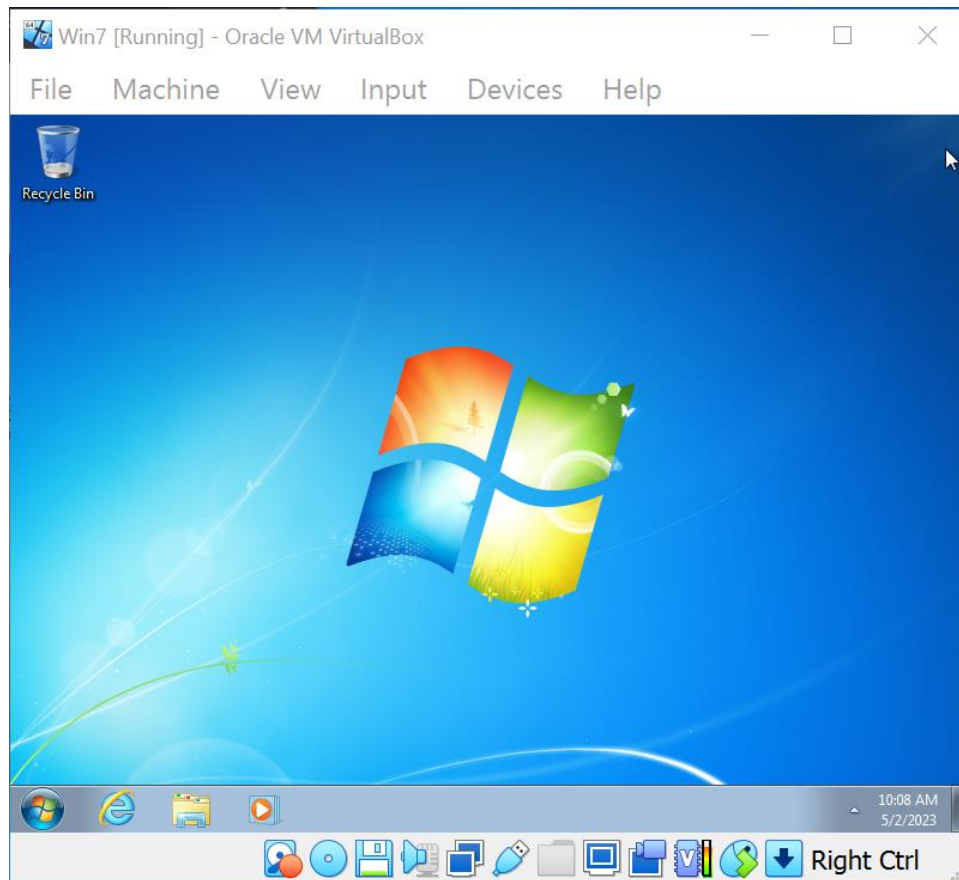 Win7 [Running] - Oracle VM VirtualBox
File Machine View Input Devices Help
Recycle Bin
10:08 AM
5/2/2023
Right Ctrl